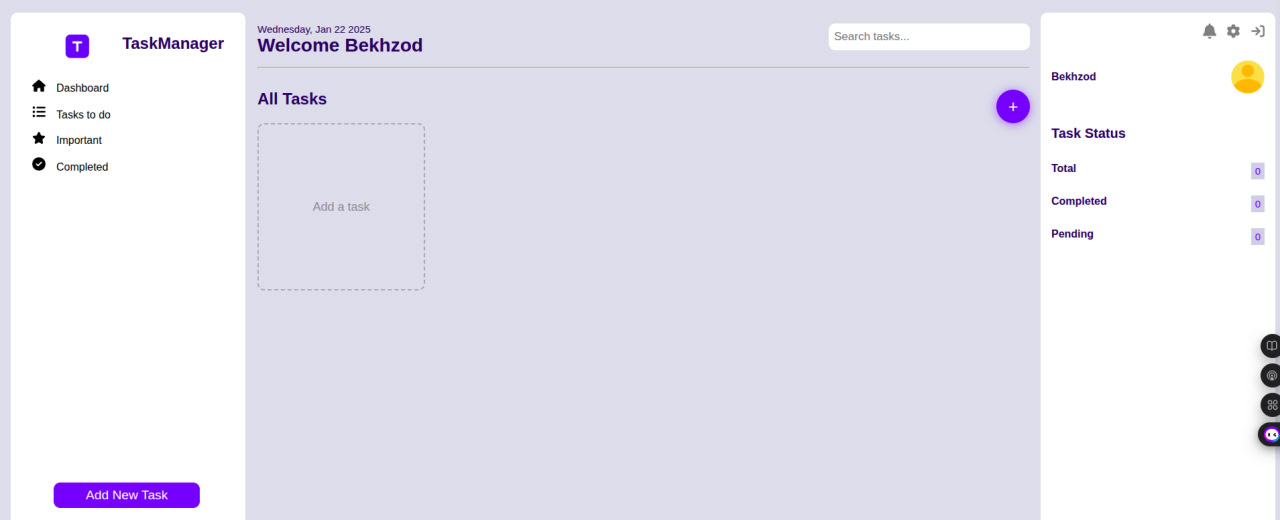 T
TaskManager
Dashboard
Tasks to do
Important
Completed
Add New Task
Wednesday, Jan 22 2025
Welcome Bekhzod
Search tasks...
All Tasks
+
Add a task
Bekhzod
Task Status
Total 0
Completed 0
Pending 0